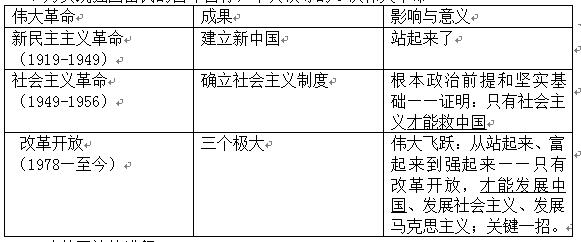 伟大革命 成果 影响与意义
新民主主义革命 建立新中国 站起来了
（1919-1949）
社会主义革命 确立社会主义制度 根本政治前提和坚实
（1949-1956） 基础——证明：只有社会主
义才能救中国
改革开放 三个极大 伟大飞跃：从站起来、富
（1978—至今） 起来到强起来——只有
改革开放，才能发展中
国、发展社会主义、发展
马克思主义；关键一招。